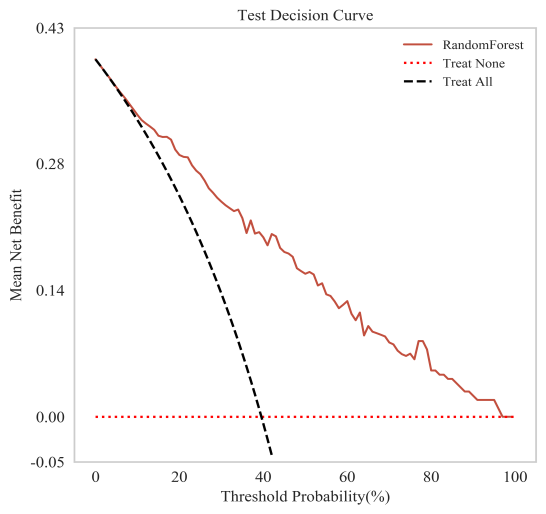 Test Decision Curve
0.43
0.28
0.14
0.00
-0.05
Mean Net Benefit
RandomForest
Treat None
Treat All
0 20 40 60 80 100
Threshold Probability(%)